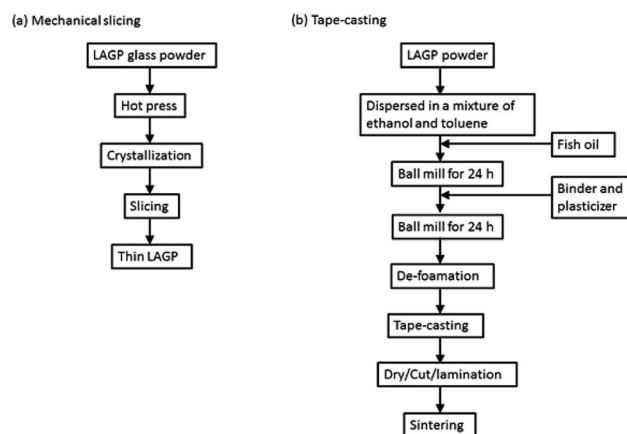 (a) Mechanical slicing
LAGP glass powder
Hot press
Crystallization
Slicing
Thin LAGP
(b) Tape-casting
LAGP powder
Dispersed in a mixture of
ethanol and toluene
Fish oil
Ball mill for 24 h
Binder and
plasticizer
Ball mill for 24 h
De-foamation
Tape-casting
Dry/Cut/lamination
Sintering